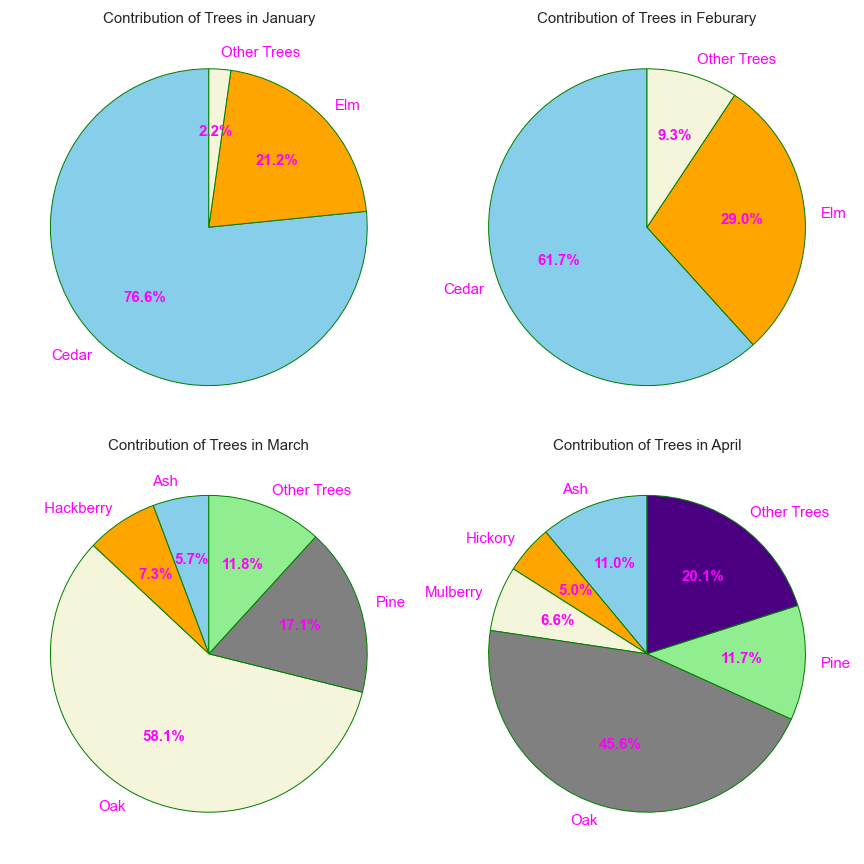 Contribution of Trees in January
Other Trees
Elm
2.2%
21.2%
76.6%
Cedar
Contribution of Trees in Feburary
Other Trees
9.3%
Elm
29.0%
61.7%
Cedar
Contribution of Trees in March
Ash
Other Trees
Hackberry
5.7%
11.8%
7.3%
Pine
17.1%
58.1%
Oak
Contribution of Trees in April
Ash
Other Trees
Hickory
11.0%
20.1%
Mulberry
5.0%
6.6%
11.7%
Pine
45.6%
Oak